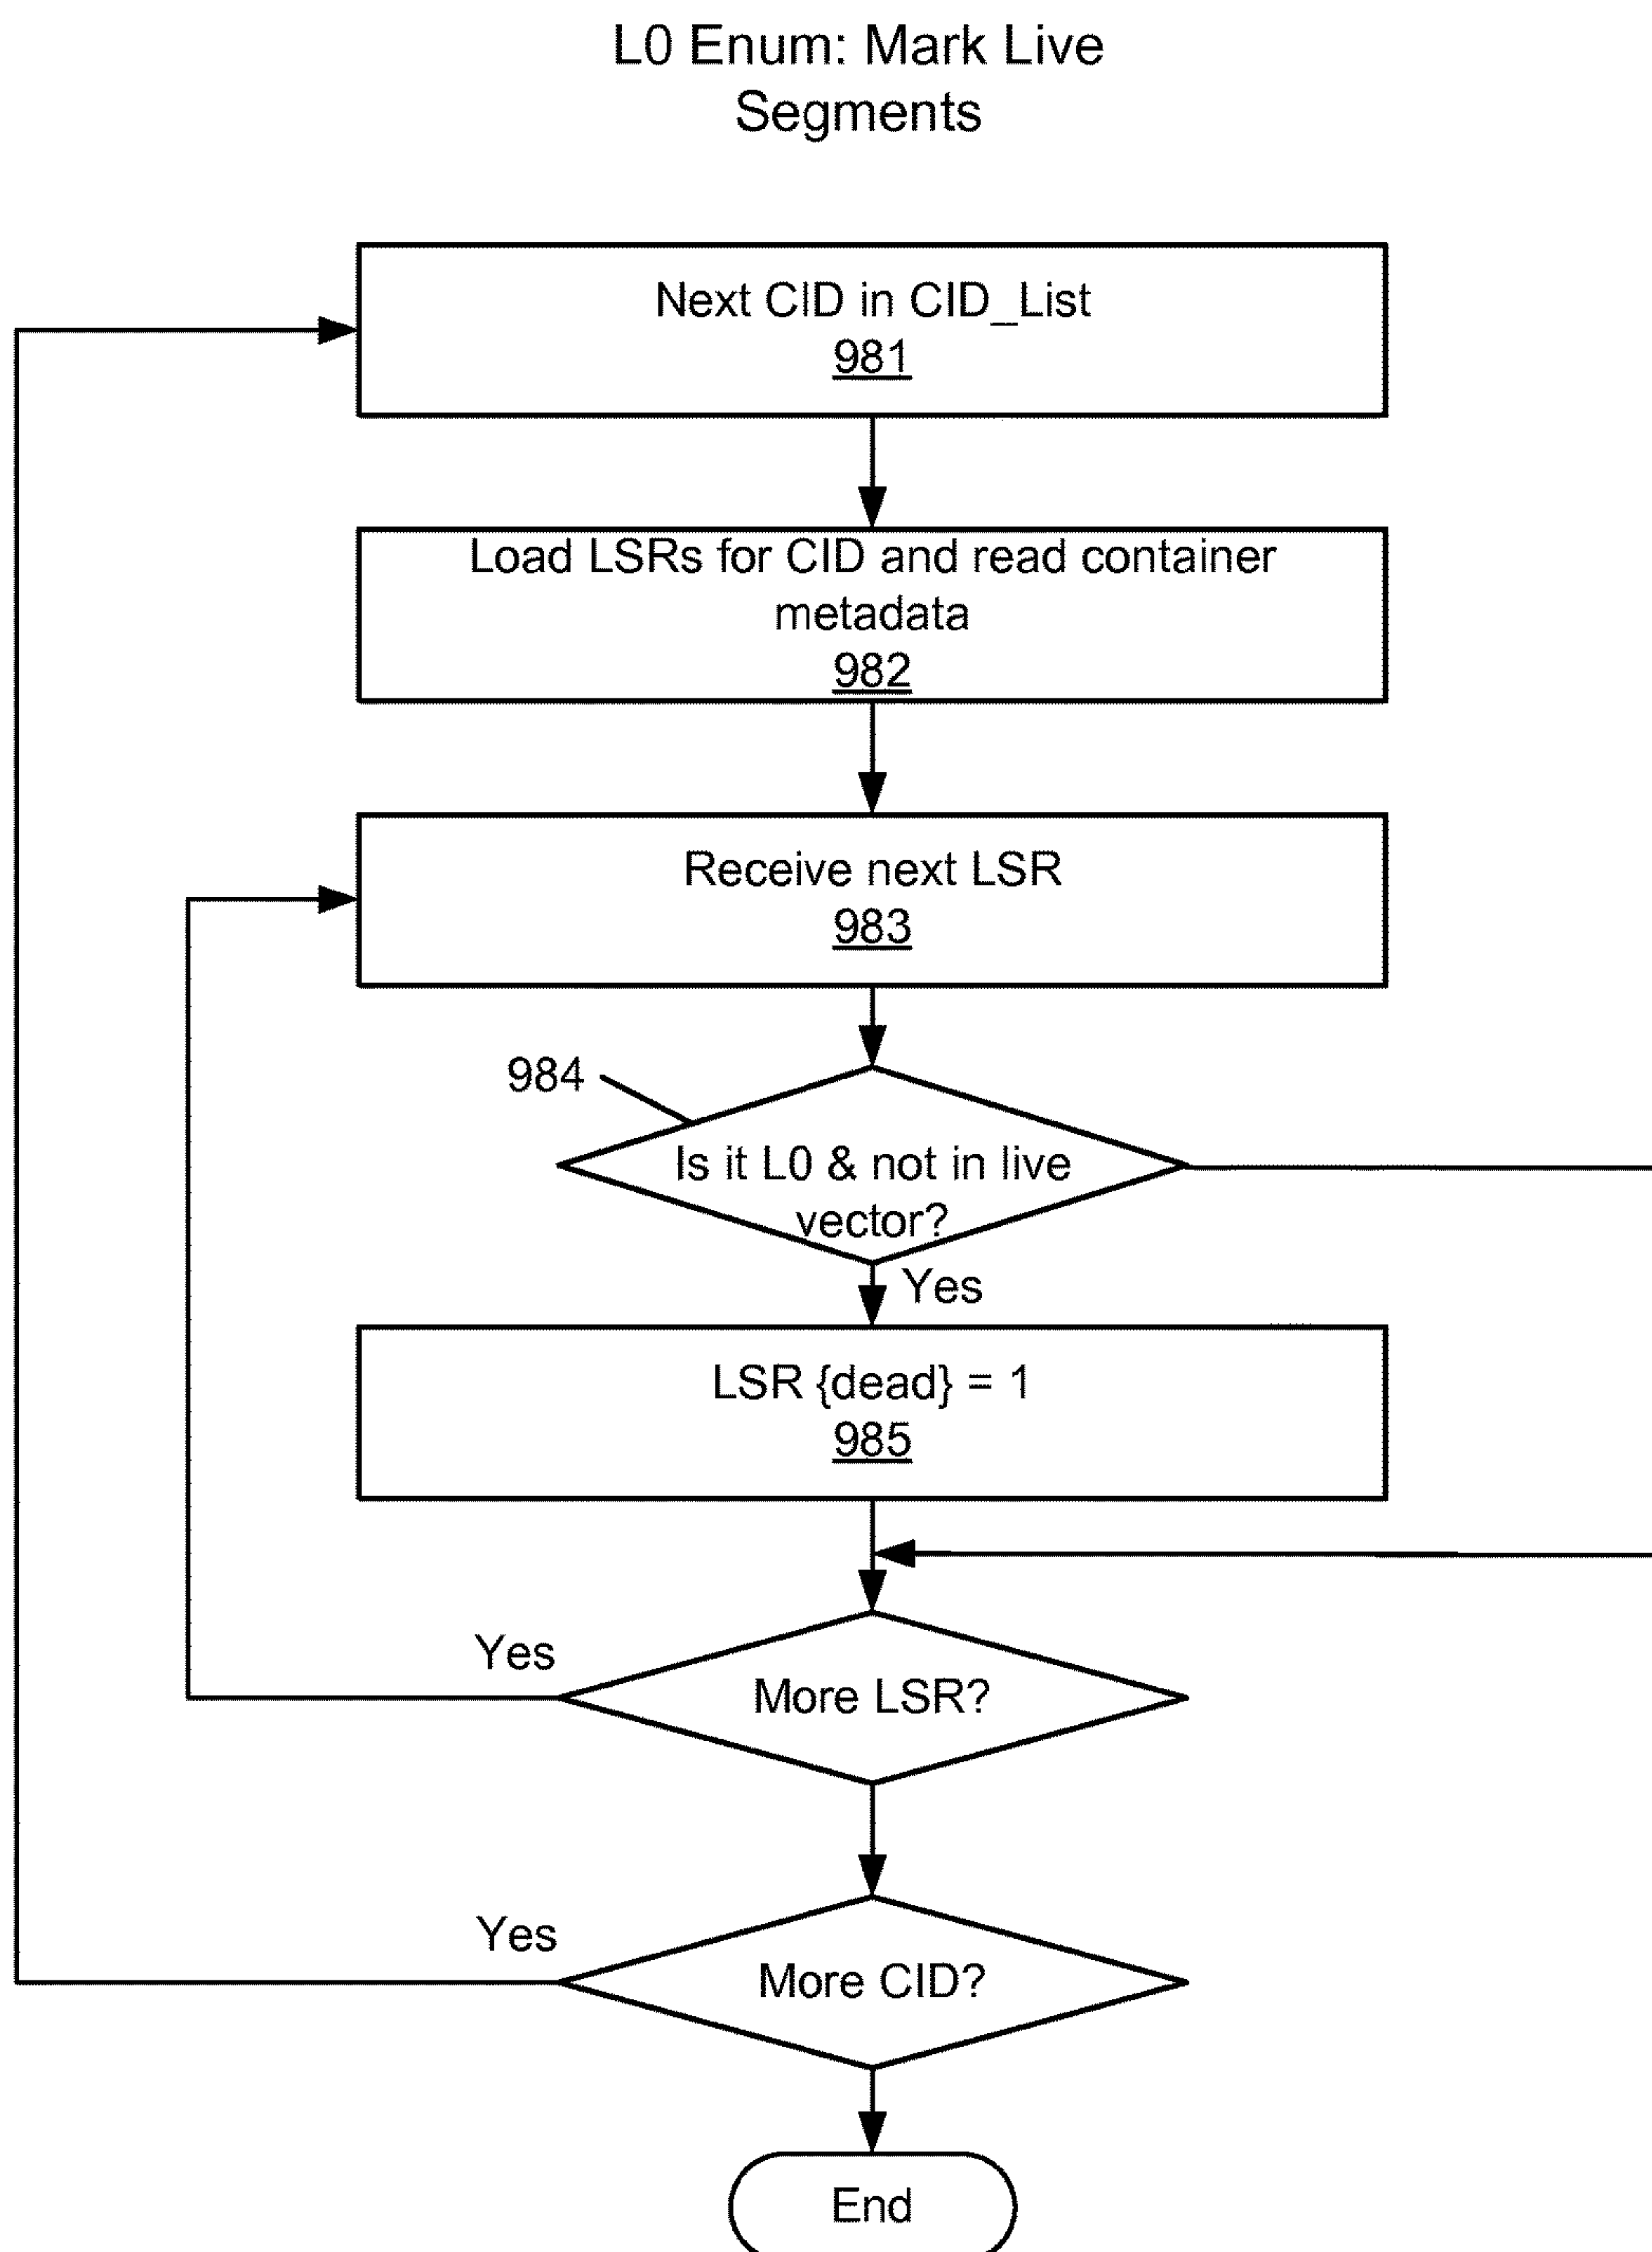 L0 Enum: Mark Live
Segments
Next CID in CID_List
981
Load LSRs for CID and read container
metadata
982
Receive next LSR
983
984
Is it L0 & not in live
vector?
Yes
LSR {dead} = 1
985
Yes
More LSR?
Yes
More CID?
End